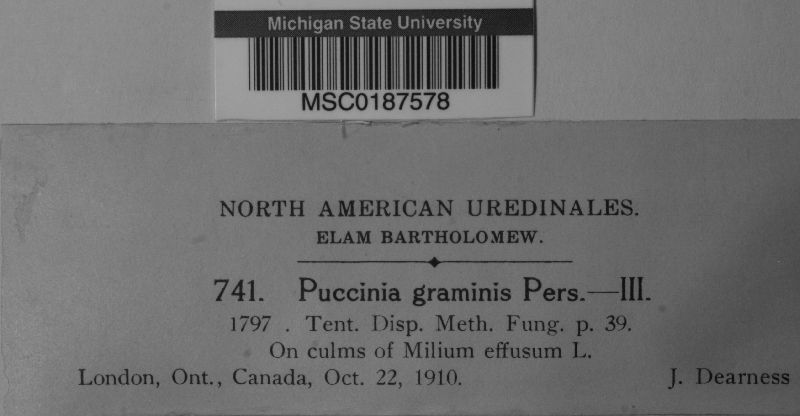 Michigan State University
MSC0187578
NORTH AMERICAN UREDINALES.
ELAM BARTHOLOMEW.
741. Puccinia graminis Pers.—III.
1797 . Tent. Disp. Meth. Fung. p. 39.
On culms of Milium effusum L.
London, Ont., Canada, Oct. 22, 1910. J. Dearness